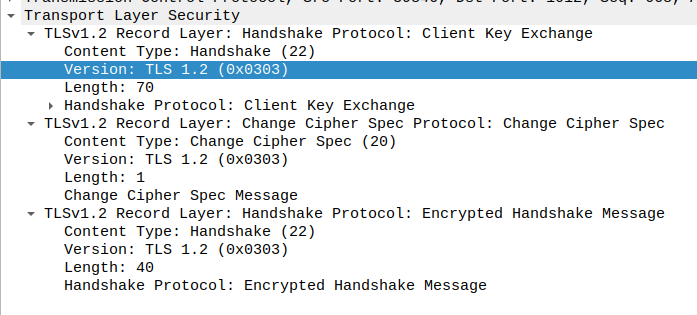 Transport Layer Security
TLSv1.2 Record Layer: Handshake Protocol: Client Key Exchange
Content Type: Handshake (22)
Version: TLS 1.2 (0x0303)
Length: 70
Handshake Protocol: Client Key Exchange
TLSv1.2 Record Layer: Change Cipher Spec Protocol: Change Cipher Spec
Content Type: Change Cipher Spec (20)
Version: TLS 1.2 (0x0303)
Length: 1
Change Cipher Spec Message
TLSv1.2 Record Layer: Handshake Protocol: Encrypted Handshake Message
Content Type: Handshake (22)
Version: TLS 1.2 (0x0303)
Length: 40
Handshake Protocol: Encrypted Handshake Message